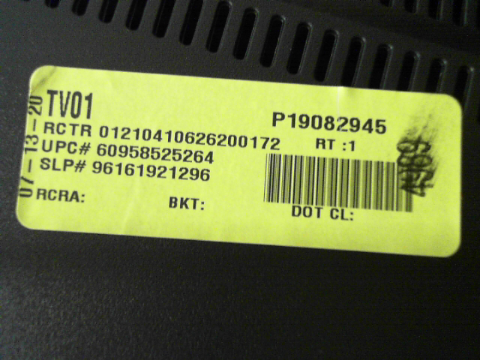 TV01
P19082945
RCTR 01210410626200172
RT :1
UPC# 60958525264
SLP# 96161921296
RCRA:
BKT:
DOT CL:
07-13-20